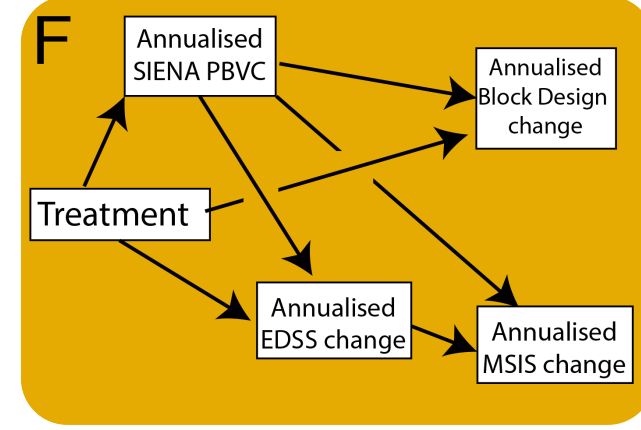 F
Annualised
SIENA PBVC
Annualised
Block Design
change
Treatment
Annualised
EDSS change
Annualised
MSIS change